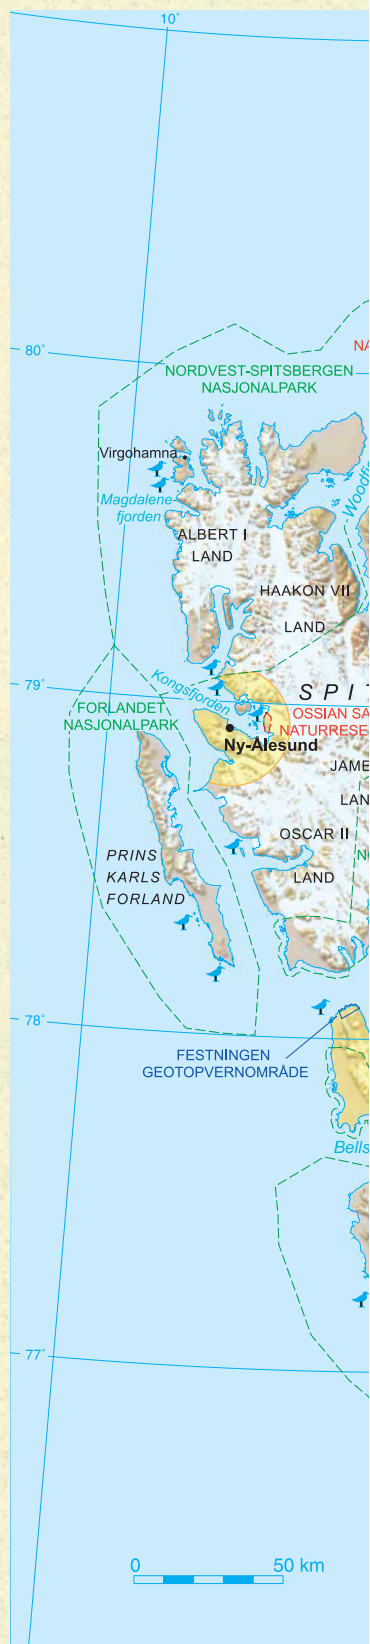 10°
80°
NORDVEST-SPITSBERGEN
NASJONALPARK
Virgohamna
Magdalene-
fjorden
ALBERT I
LAND
HAAKON VII
LAND
79°
Kongsfjorden
SPIT
FORLANDET
NASJONALPARK
OSSIAN SA
NATURRESE
Ny-Ålesund
JAME
LAN
OSCAR II
LAND
PRINS
KARLS
FORLAND
78°
FESTNINGEN
GEOTOPVERNOMRÅDE
Bells
77°
0 50 km